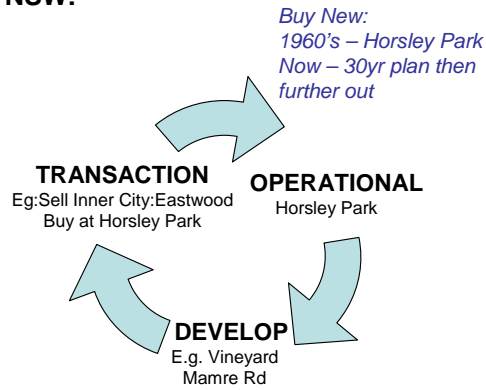 Buy New:
1960's – Horsley Park
Now – 30yr plan then
further out
TRANSACTION
Eg:Sell Inner City:Eastwood
Buy at Horsley Park
OPERATIONAL
Horsley Park
DEVELOP
E.g. Vineyard
Mamre Rd